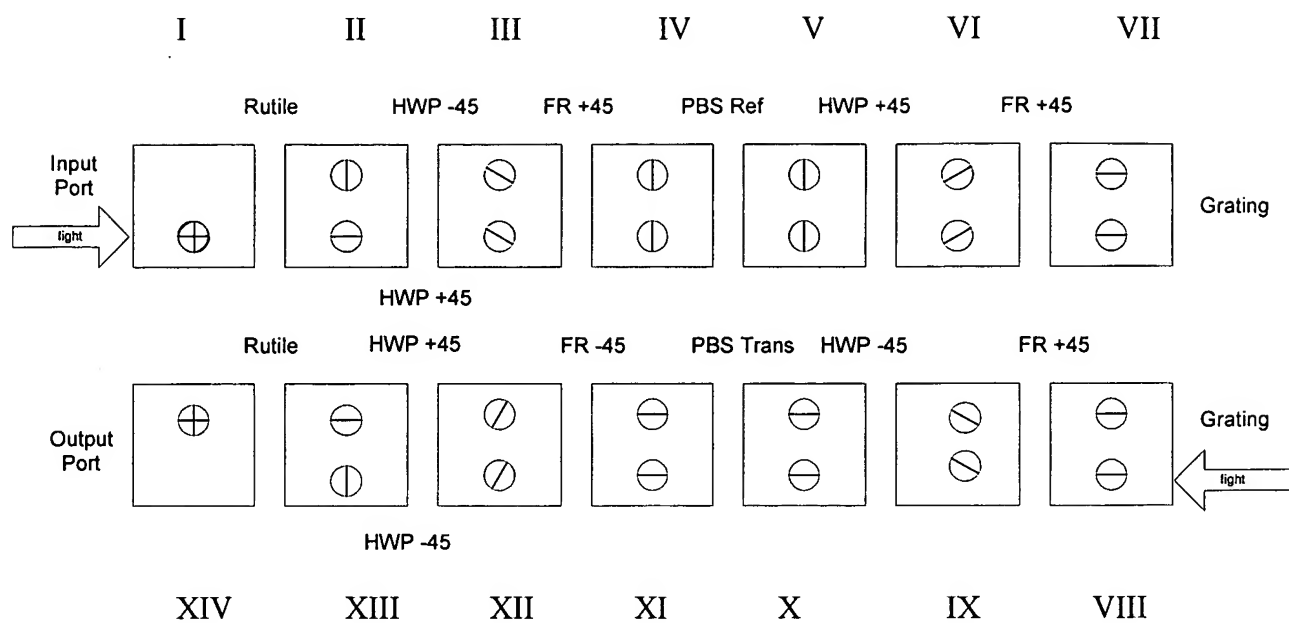 I II III IV V VI VII
Rutile HWP -45 FR +45 PBS Ref HWP +45 FR +45
Input
Port
light
Grating
HWP +45
Rutile HWP +45 FR -45 PBS Trans HWP -45 FR +45
Output
Port
Grating
light
HWP -45
XIV XIII XII XI X IX VIII